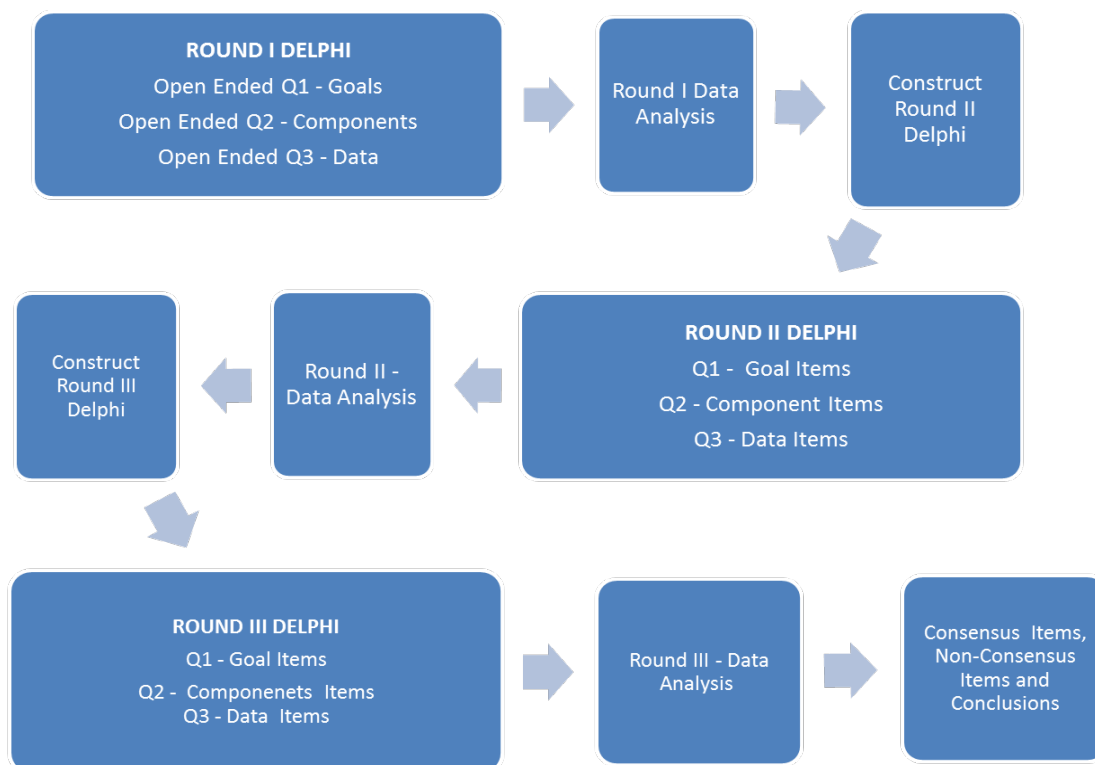 ROUND I DELPHI
Open Ended Q1 - Goals
Open Ended Q2 - Components
Open Ended Q3 - Data
Round I Data
Analysis
Construct
Round II
Delphi
ROUND II DELPHI
Q1 - Goal Items
Q2 - Component Items
Q3 - Data Items
Round II -
Data Analysis
Construct
Round III
Delphi
ROUND III DELPHI
Q1 - Goal Items
Q2 - Componenets Items
Q3 - Data Items
Round III - Data
Analysis
Consensus Items,
Non-Consensus
Items and
Conclusions